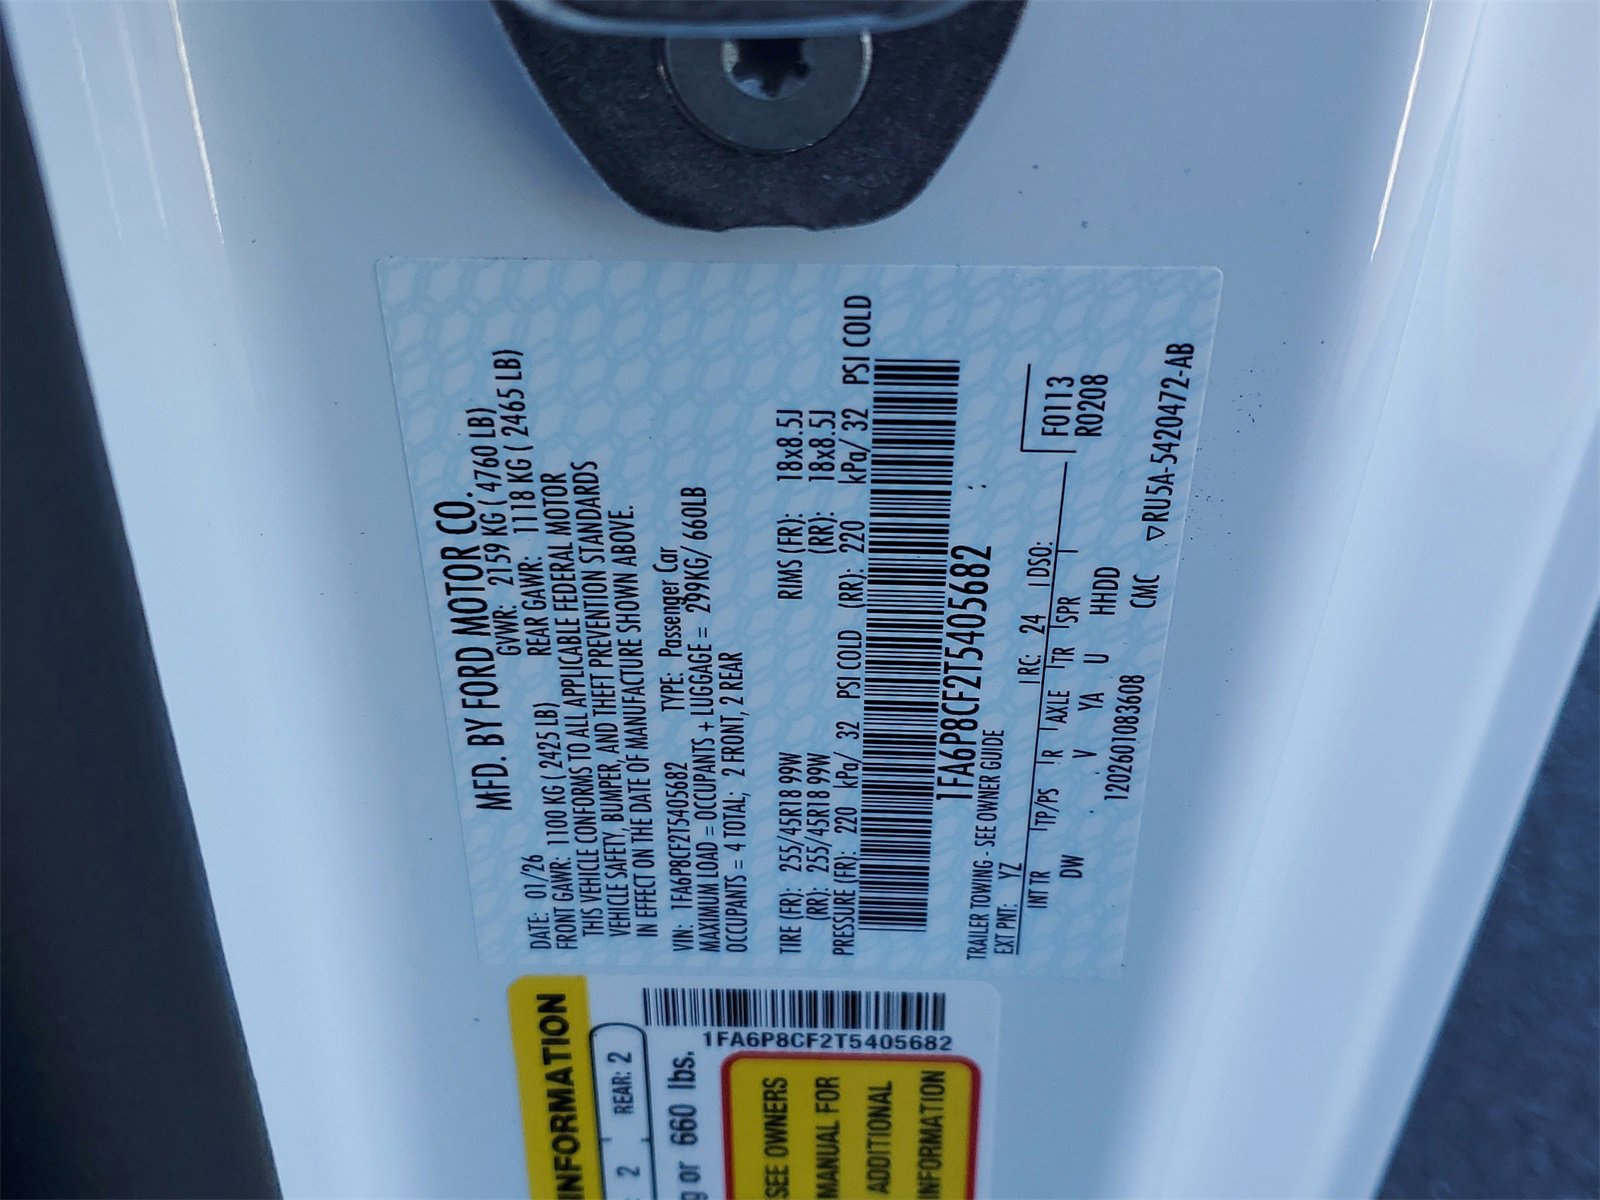 MFD. BY FORD MOTOR CO.
DATE: 01/26 GVWR: 2159 KG ( 4760 LB)
FRONT GAWR: 1100 KG ( 2425 LB) REAR GAWR: 1118 KG ( 2465 LB)
THIS VEHICLE CONFORMS TO ALL APPLICABLE FEDERAL MOTOR
VEHICLE SAFETY, BUMPER, AND THEFT PREVENTION STANDARDS
IN EFFECT ON THE DATE OF MANUFACTURE SHOWN ABOVE.
VIN: 1FA6P8CF2T5405682 TYPE: Passenger Car
MAXIMUM LOAD = OCCUPANTS + LUGGAGE = 299KG/ 660LB
OCCUPANTS = 4 TOTAL; 2 FRONT, 2 REAR
TIRE (FR): 255/45R18 99W RIMS (FR): 18x8.5J
(RR): 255/45R18 99W (RR): 18x8.5J
PRESSURE (FR): 220 kPa/ 32 PSI COLD (RR): 220 kPa/ 32 PSI COLD
1FA6P8CF2T5405682
TRAILER TOWING - SEE OWNER GUIDE
EXT PNT: YZ RC: 24 DSO:
F0113
R0208
INT TR TP/PS R AXLE TR SPR
DW V YA U HHDD
1202601083608 CMC
▽RU5A-5420472-AB
INFORMATION
2 REAR: 2
g or 660 lbs.
1FA6P8CF2T5405682
SEE OWNERS
MANUAL FOR
ADDITIONAL
INFORMATION